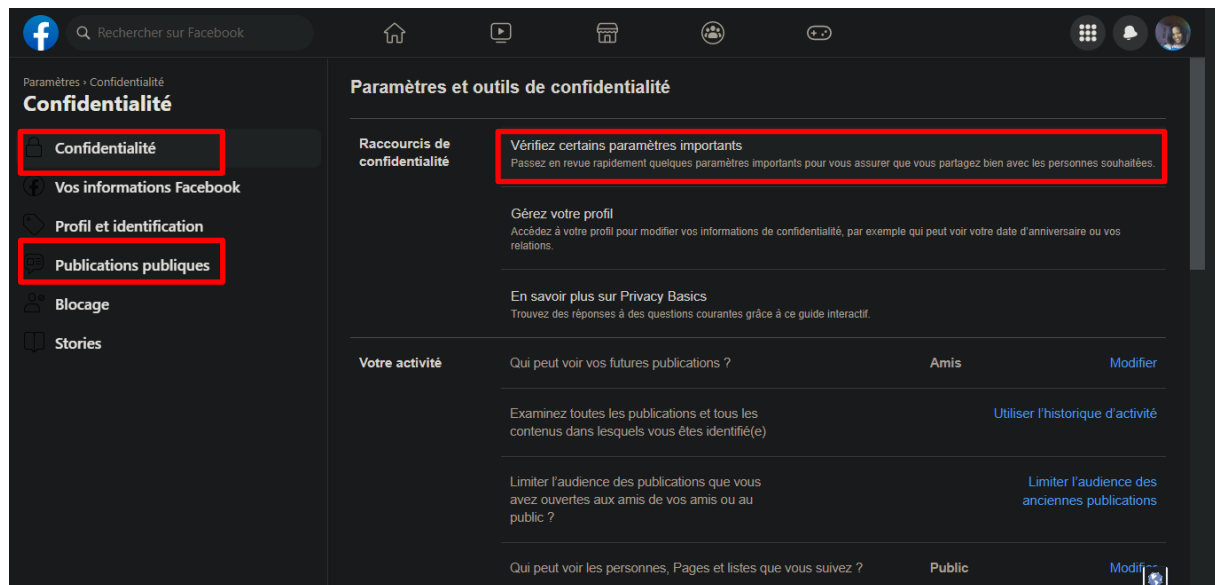 Rechercher sur Facebook
Paramètres › Confidentialité
Confidentialité
Confidentialité
Vos informations Facebook
Profil et identification
Publications publiques
Blocage
Stories
Paramètres et outils de confidentialité
Raccourcis de
confidentialité
Vérifiez certains paramètres importants
Passez en revue rapidement quelques paramètres importants pour vous assurer que vous partagez bien avec les personnes souhaitées.
Gérez votre profil
Accédez à votre profil pour modifier vos informations de confidentialité, par exemple qui peut voir votre date d’anniversaire ou vos
relations.
En savoir plus sur Privacy Basics
Trouvez des réponses à des questions courantes grâce à ce guide interactif.
Votre activité
Qui peut voir vos futures publications ?
Amis
Modifier
Examinez toutes les publications et tous les
contenus dans lesquels vous êtes identifié(e)
Utiliser l’historique d’activité
Limiter l’audience des publications que vous
avez ouvertes aux amis de vos amis ou au
public ?
Limiter l’audience des
anciennes publications
Qui peut voir les personnes, Pages et listes que vous suivez ?
Public
Modifier